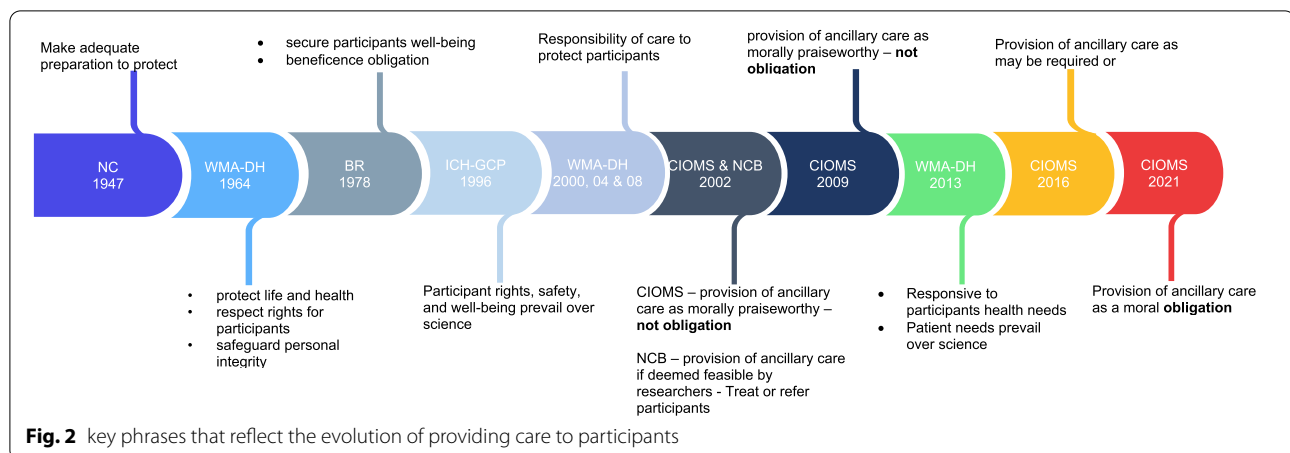 Make adequate
preparation to protect
• secure participants well-being
• beneficence obligation
Responsibility of care to
protect participants
provision of ancillary care as
morally praiseworthy – not
obligation
Provision of ancillary care as
may be required or
NC
1947
WMA-DH
1964
BR
1978
ICH-GCP
1996
WMA-DH
2000, 04 & 08
CIOMS & NCB
2002
CIOMS
2009
WMA-DH
2013
CIOMS
2016
CIOMS
2021
• protect life and health
• respect rights for
participants
• safeguard personal
integrity
Participant rights, safety,
and well-being prevail over
science
CIOMS – provision of ancillary
care as morally praiseworthy –
not obligation
NCB – provision of ancillary care
if deemed feasible by
researchers - Treat or refer
participants
• Responsive to
participants health needs
• Patient needs prevail
over science
Provision of ancillary care
as a moral obligation
Fig. 2 key phrases that reflect the evolution of providing care to participants